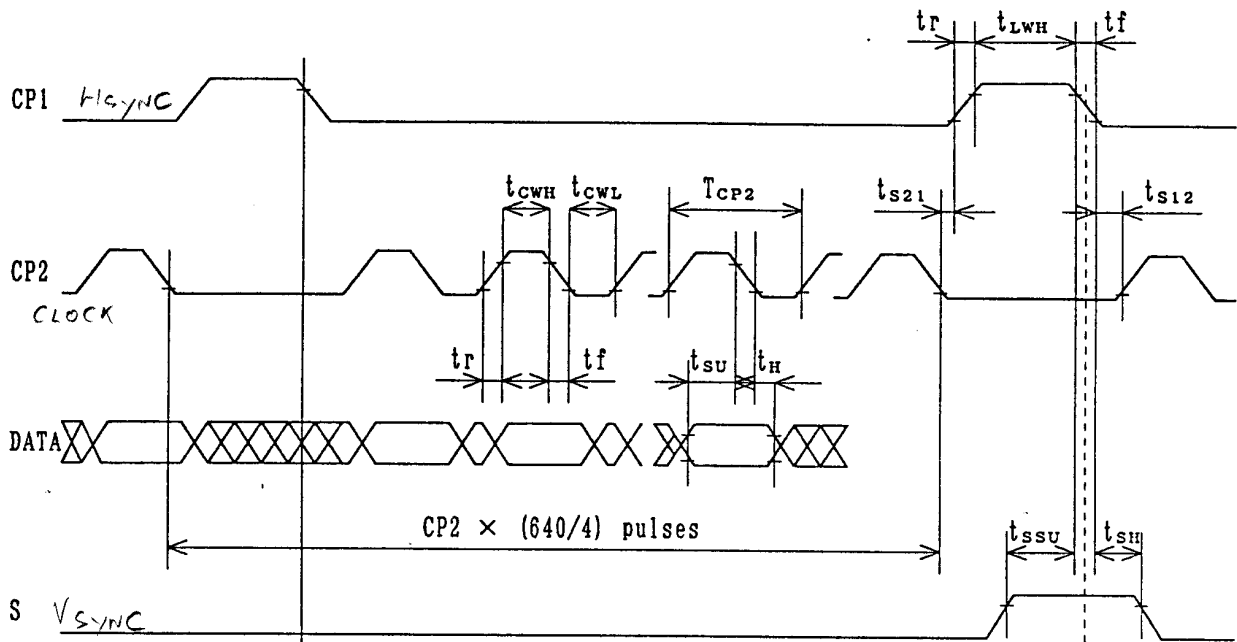 tr tLWH tf
CP1 HSYNC
tCWH tCWL TCP2 tS21 tS12
CP2
CLOCK
tr tf tSU tH
DATA
CP2 × (640/4) pulses
tSSU tSH
S VSYNC